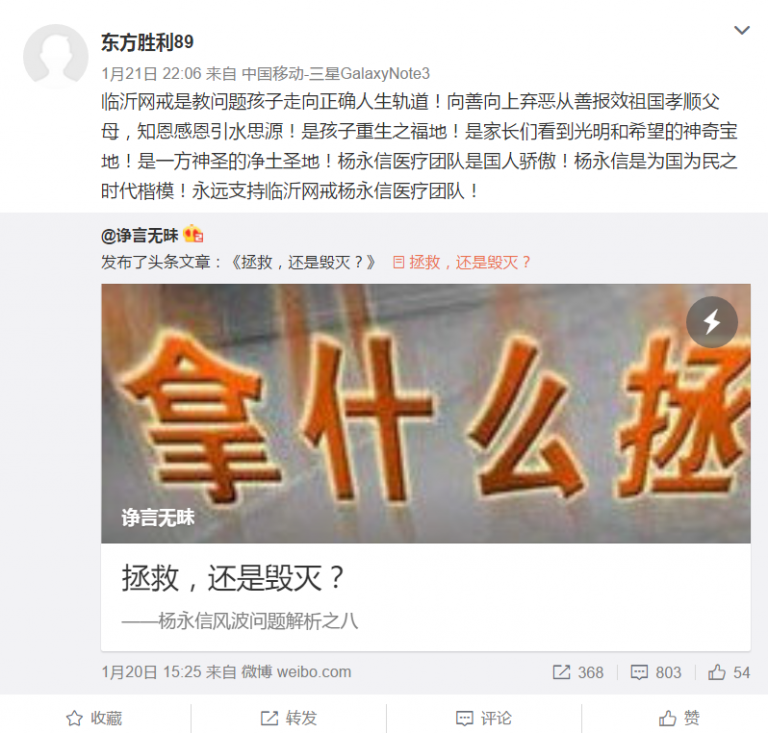 东方胜利89
1月21日 22:06 来自 中国移动-三星GalaxyNote3
临沂网戒是教问题孩子走向正确人生轨道！向善向上弃恶从善报效祖国孝顺父
母，知恩感恩引水思源！是孩子重生之福地！是家长们看到光明和希望的神奇宝
地！是一方神圣的净土圣地！杨永信医疗团队是国人骄傲！杨永信是为国为民之
时代楷模！永远支持临沂网戒杨永信医疗团队！
@诤言无昧
发布了头条文章：《拯救，还是毁灭？》 拯救，还是毁灭？
拿什么拯
诤言无昧
拯救，还是毁灭？
——杨永信风波问题解析之八
1月20日 15:25 来自 微博 weibo.com 368 803 54
收藏 转发 评论 赞